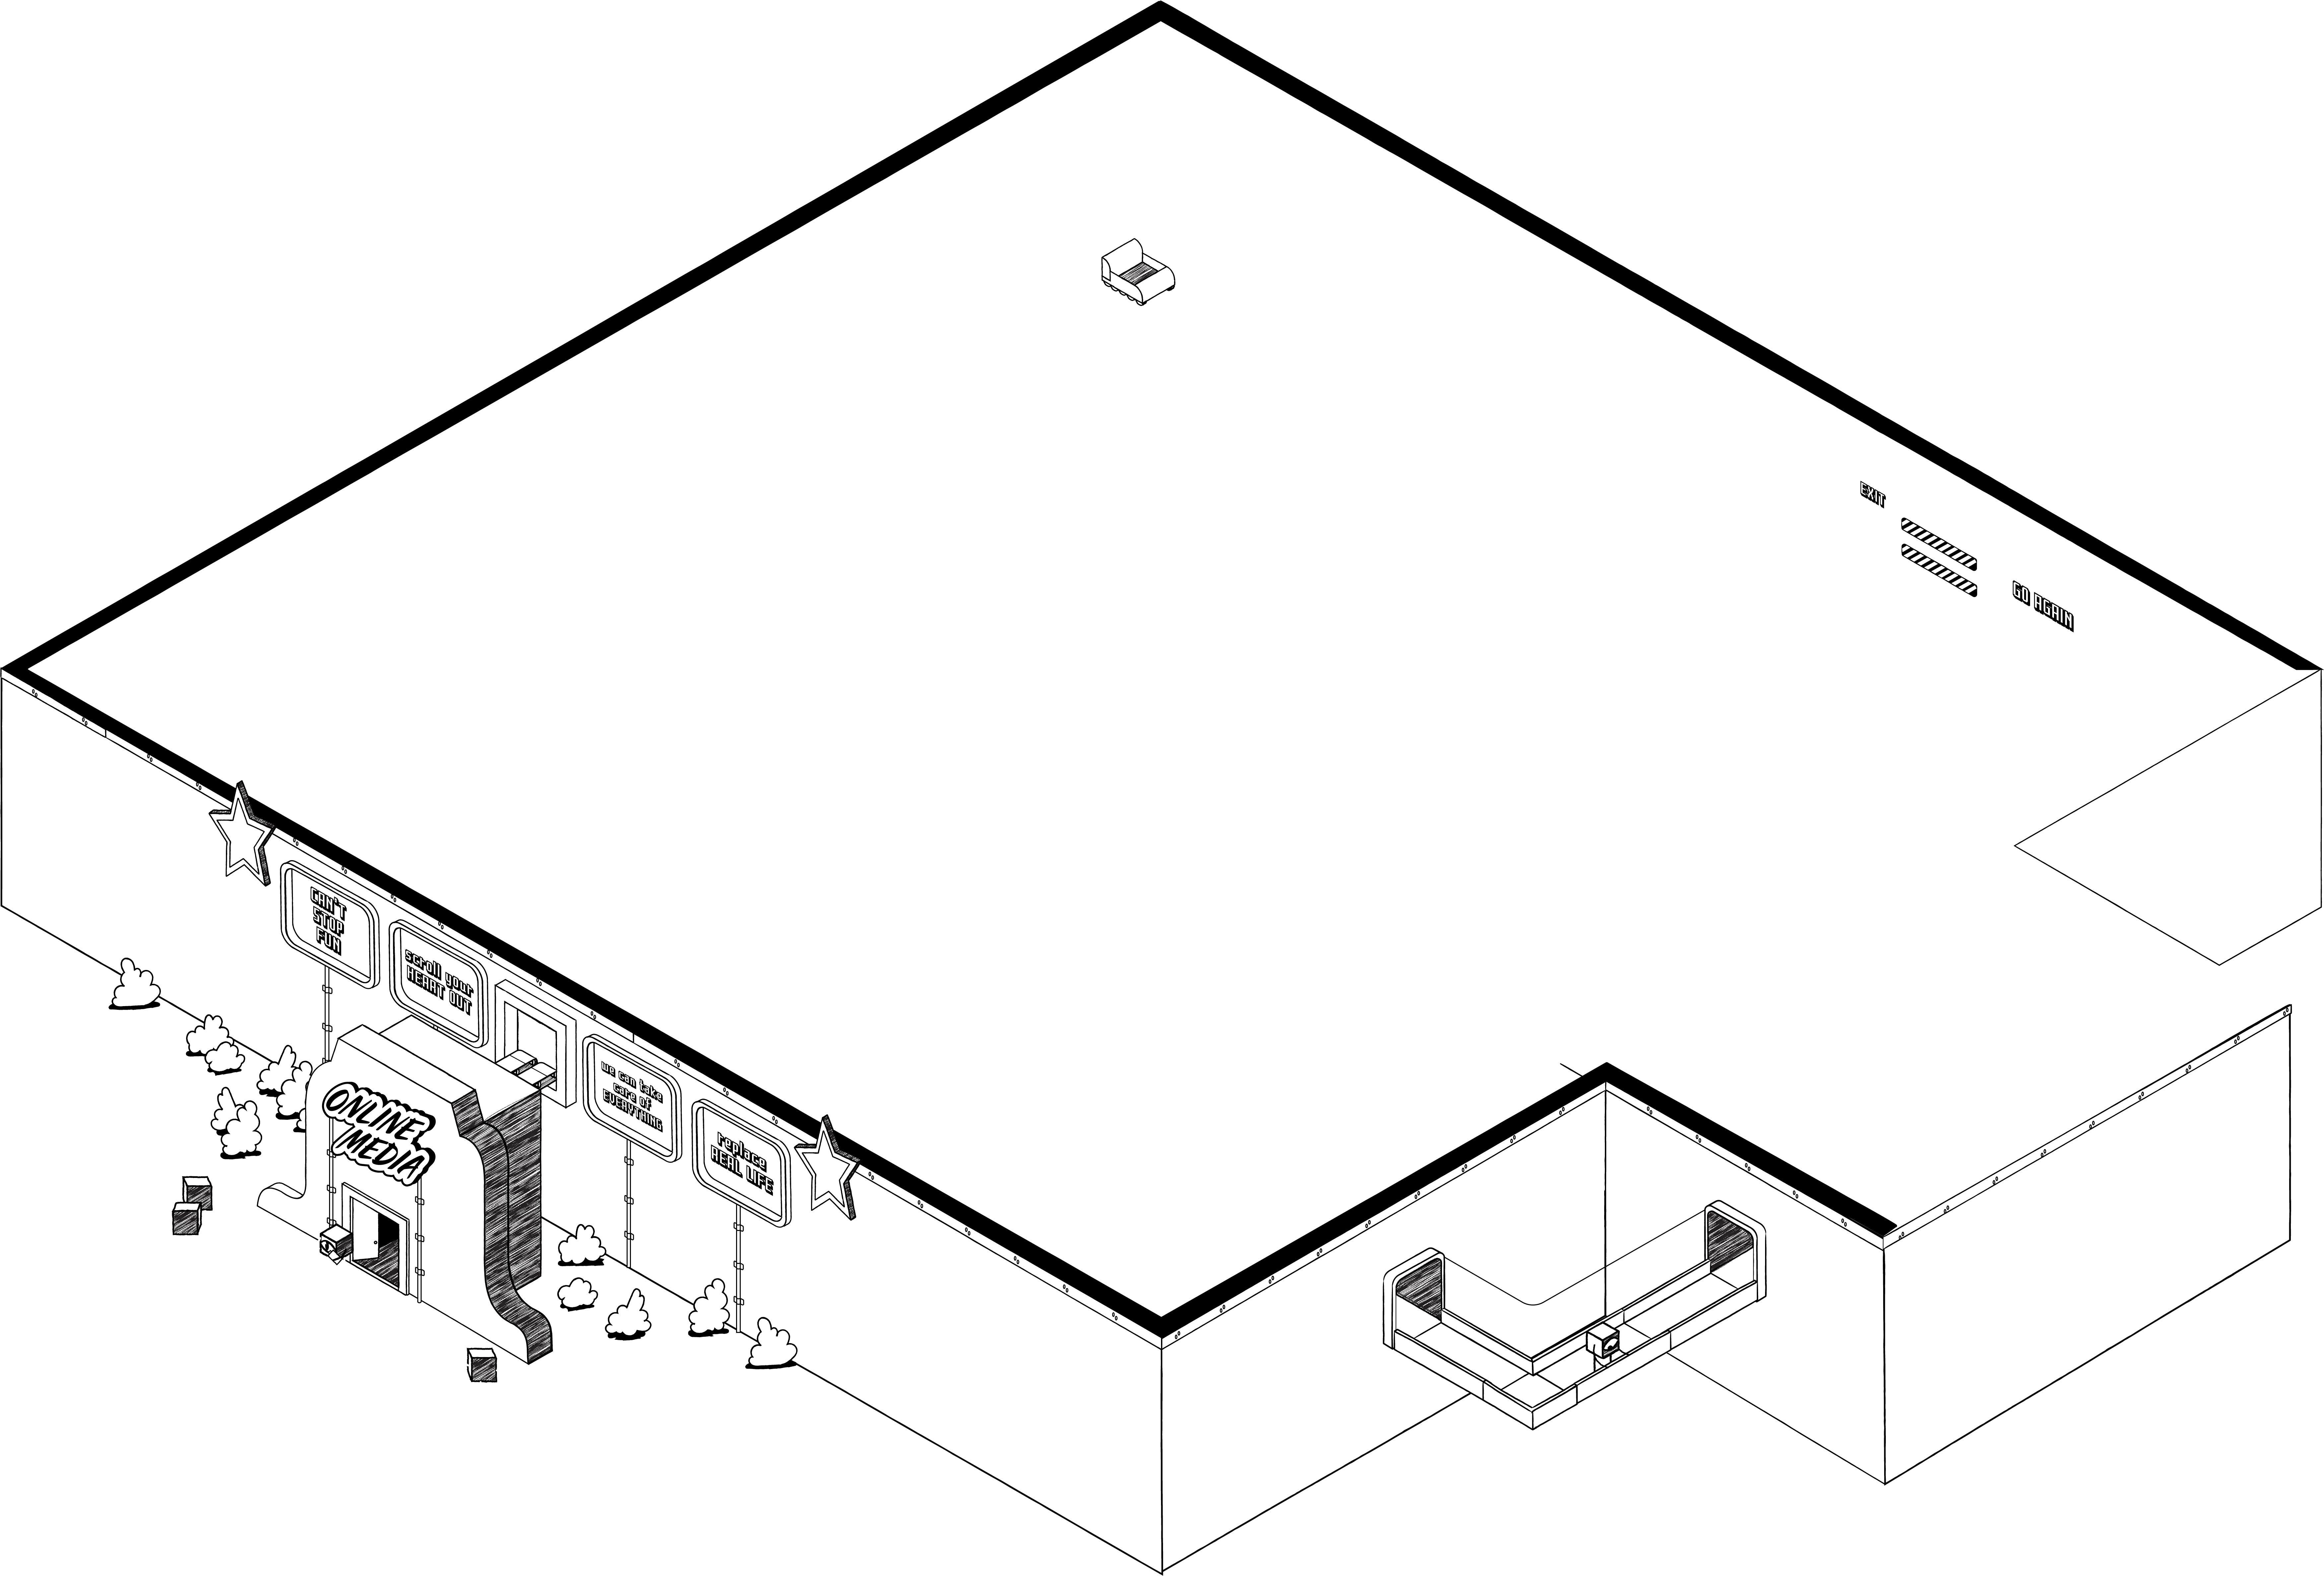 EXIT
GO AGAIN
CAN'T
STOP
FUN
scroll your
HEART OUT
we can take
care of
EVERYTHING
replace
REAL LIFE
ONLINE
MEDIA